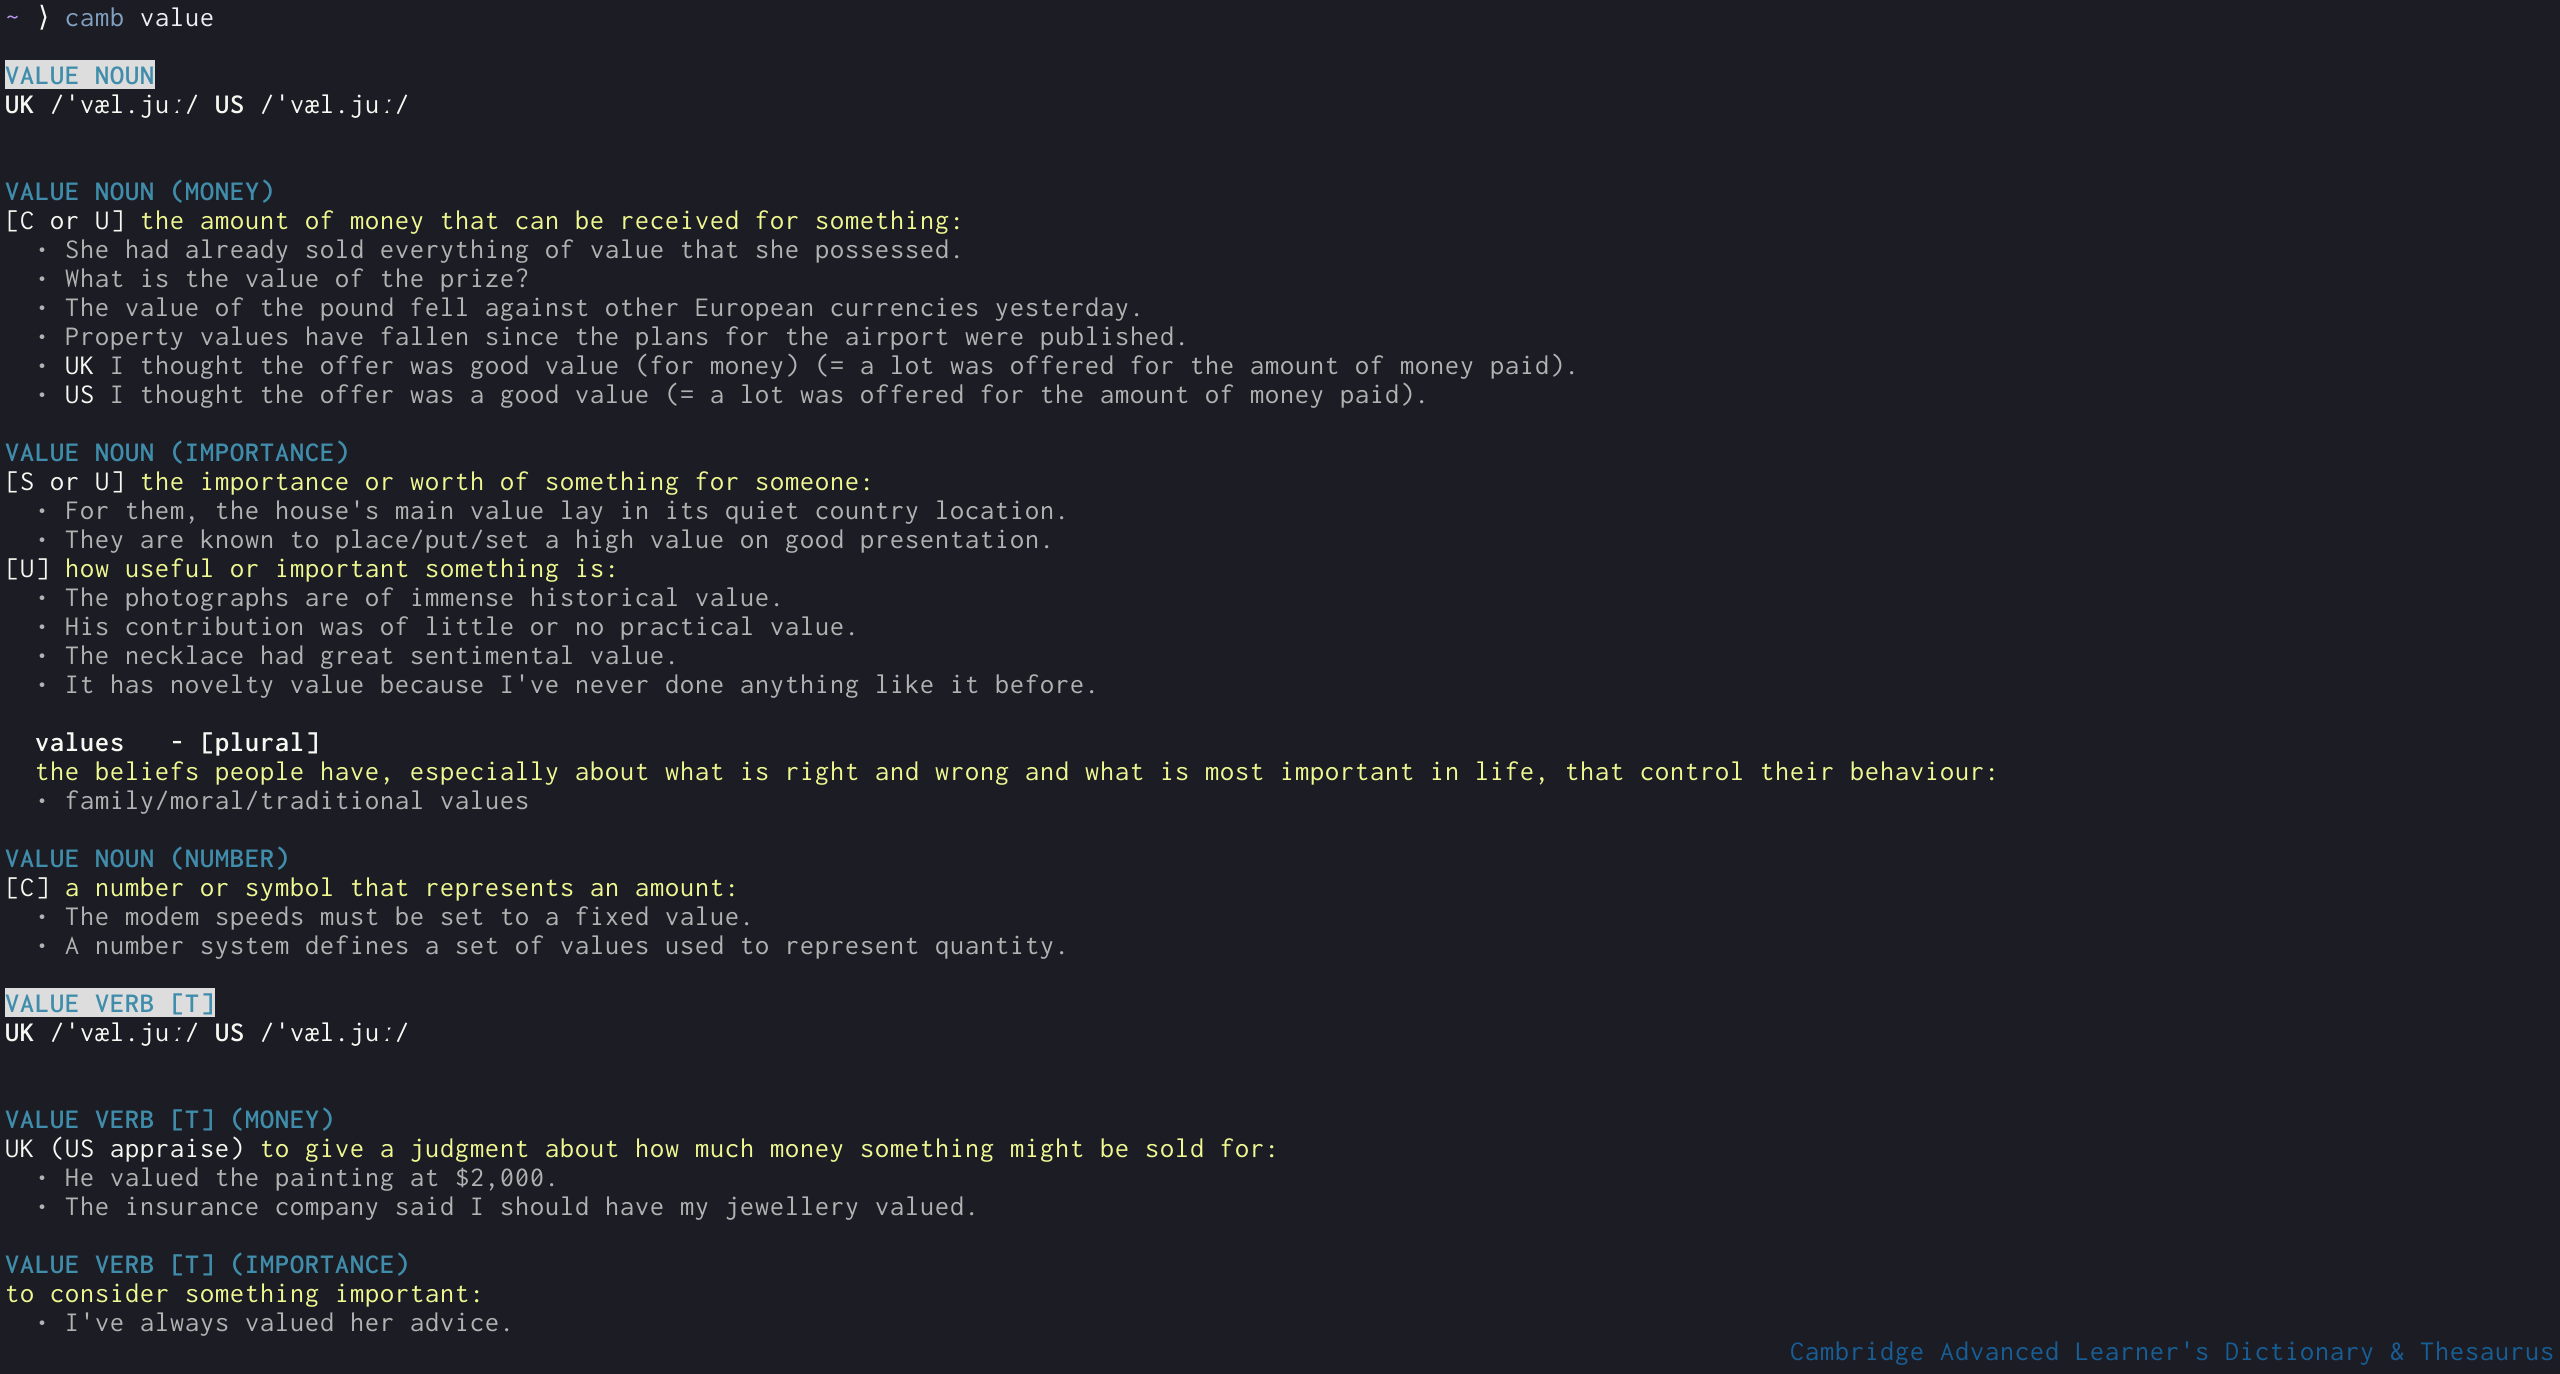 ~ ⟩ camb value
VALUE NOUN
UK /ˈvæl.juː/ US /ˈvæl.juː/
VALUE NOUN (MONEY)
[C or U] the amount of money that can be received for something:
• She had already sold everything of value that she possessed.
• What is the value of the prize?
• The value of the pound fell against other European currencies yesterday.
• Property values have fallen since the plans for the airport were published.
• UK I thought the offer was good value (for money) (= a lot was offered for the amount of money paid).
• US I thought the offer was a good value (= a lot was offered for the amount of money paid).
VALUE NOUN (IMPORTANCE)
[S or U] the importance or worth of something for someone:
• For them, the house's main value lay in its quiet country location.
• They are known to place/put/set a high value on good presentation.
[U] how useful or important something is:
• The photographs are of immense historical value.
• His contribution was of little or no practical value.
• The necklace had great sentimental value.
• It has novelty value because I've never done anything like it before.
values - [plural]
the beliefs people have, especially about what is right and wrong and what is most important in life, that control their behaviour:
• family/moral/traditional values
VALUE NOUN (NUMBER)
[C] a number or symbol that represents an amount:
• The modem speeds must be set to a fixed value.
• A number system defines a set of values used to represent quantity.
VALUE VERB [T]
UK /ˈvæl.juː/ US /ˈvæl.juː/
VALUE VERB [T] (MONEY)
UK (US appraise) to give a judgment about how much money something might be sold for:
• He valued the painting at $2,000.
• The insurance company said I should have my jewellery valued.
VALUE VERB [T] (IMPORTANCE)
to consider something important:
• I've always valued her advice.
Cambridge Advanced Learner's Dictionary & Thesaurus